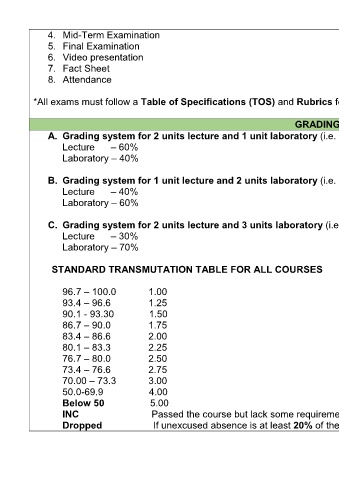 4. Mid-Term Examination
5. Final Examination
6. Video presentation
7. Fact Sheet
8. Attendance
*All exams must follow a Table of Specifications (TOS) and Rubrics f
GRADING
A. Grading system for 2 units lecture and 1 unit laboratory (i.e.
Lecture – 60%
Laboratory – 40%
B. Grading system for 1 unit lecture and 2 units laboratory (i.e.
Lecture – 40%
Laboratory – 60%
C. Grading system for 2 units lecture and 3 units laboratory (i.e
Lecture – 30%
Laboratory – 70%
STANDARD TRANSMUTATION TABLE FOR ALL COURSES
96.7 – 100.0 1.00
93.4 – 96.6 1.25
90.1 - 93.30 1.50
86.7 – 90.0 1.75
83.4 – 86.6 2.00
80.1 – 83.3 2.25
76.7 – 80.0 2.50
73.4 – 76.6 2.75
70.00 – 73.3 3.00
50.0-69.9 4.00
Below 50 5.00
INC Passed the course but lack some requireme
Dropped If unexcused absence is at least 20% of the